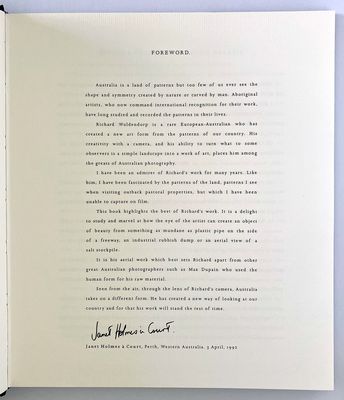 FOREWORD.
Australia is a land of patterns but too few of us ever see the
shape and symmetry created by nature or carved by man. Aboriginal
artists, who now command international recognition for their work,
have long studied and recorded the patterns in their lives.
Richard Woldendorp is a rare European-Australian who has
created a new art form from the patterns of our country. His
creativity with a camera, and his ability to turn what to some
observers is a simple landscape into a work of art, places him among
the greats of Australian photography.
I have been an admirer of Richard's work for many years. Like
him, I have been fascinated by the patterns of the land, patterns I see
when visiting outback pastoral properties, but which I have been
unable to capture on film.
This book highlights the best of Richard's work. It is a delight
to study and marvel at how the eye of the artist can create an object
of beauty from something as mundane as plastic pipe on the side
of a freeway, an industrial rubbish dump or an aerial view of a
salt stockpile.
It is his aerial work which best sets Richard apart from other
great Australian photographers such as Max Dupain who used the
human form for his raw material.
Seen from the air, through the lens of Richard's camera, Australia
takes on a different form. He has created a new way of looking at our
country and for that his work will stand the test of time.
Janet Holmes à Court.
Janet Holmes à Court, Perth, Western Australia. 3 April, 1992